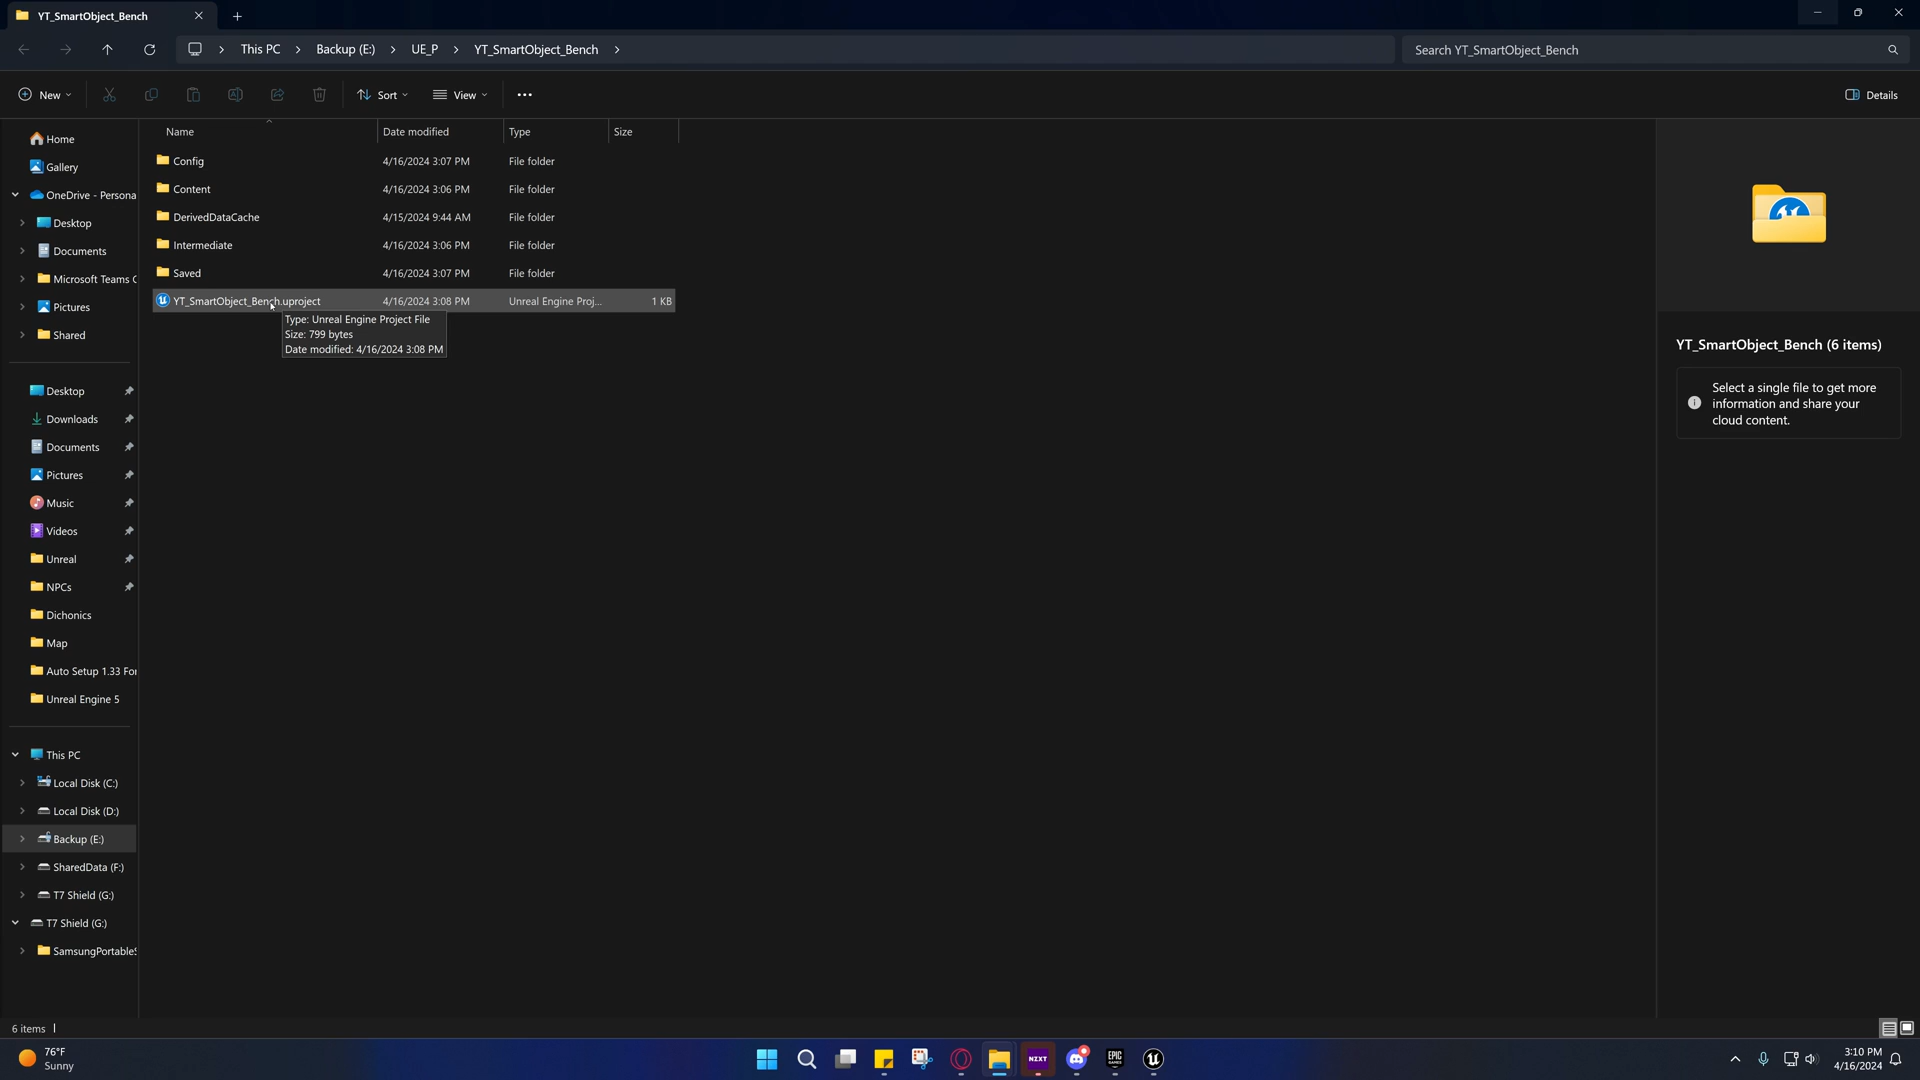 YT_SmartObject_Bench
This PC
Backup (E:)
UE_P
YT_SmartObject_Bench
Search YT_SmartObject_Bench
New
Sort
View
Details
Home
Gallery
OneDrive - Persona
Desktop
Documents
Microsoft Teams C
Pictures
Shared
Desktop
Downloads
Documents
Pictures
Music
Videos
Unreal
NPCs
Dichonics
Map
Auto Setup 1.33 For
Unreal Engine 5
This PC
Local Disk (C:)
Local Disk (D:)
Backup (E:)
SharedData (F:)
T7 Shield (G:)
T7 Shield (G:)
SamsungPortableS
Name Date modified Type Size
Config 4/16/2024 3:07 PM File folder
Content 4/16/2024 3:06 PM File folder
DerivedDataCache 4/15/2024 9:44 AM File folder
Intermediate 4/16/2024 3:06 PM File folder
Saved 4/16/2024 3:07 PM File folder
YT_SmartObject_Bench.uproject 4/16/2024 3:08 PM Unreal Engine Proj... 1 KB
Type: Unreal Engine Project File
Size: 799 bytes
Date modified: 4/16/2024 3:08 PM
YT_SmartObject_Bench (6 items)
Select a single file to get more
information and share your
cloud content.
6 items
76°F
Sunny
NZXT
EPIC
GAMES
3:10 PM
4/16/2024